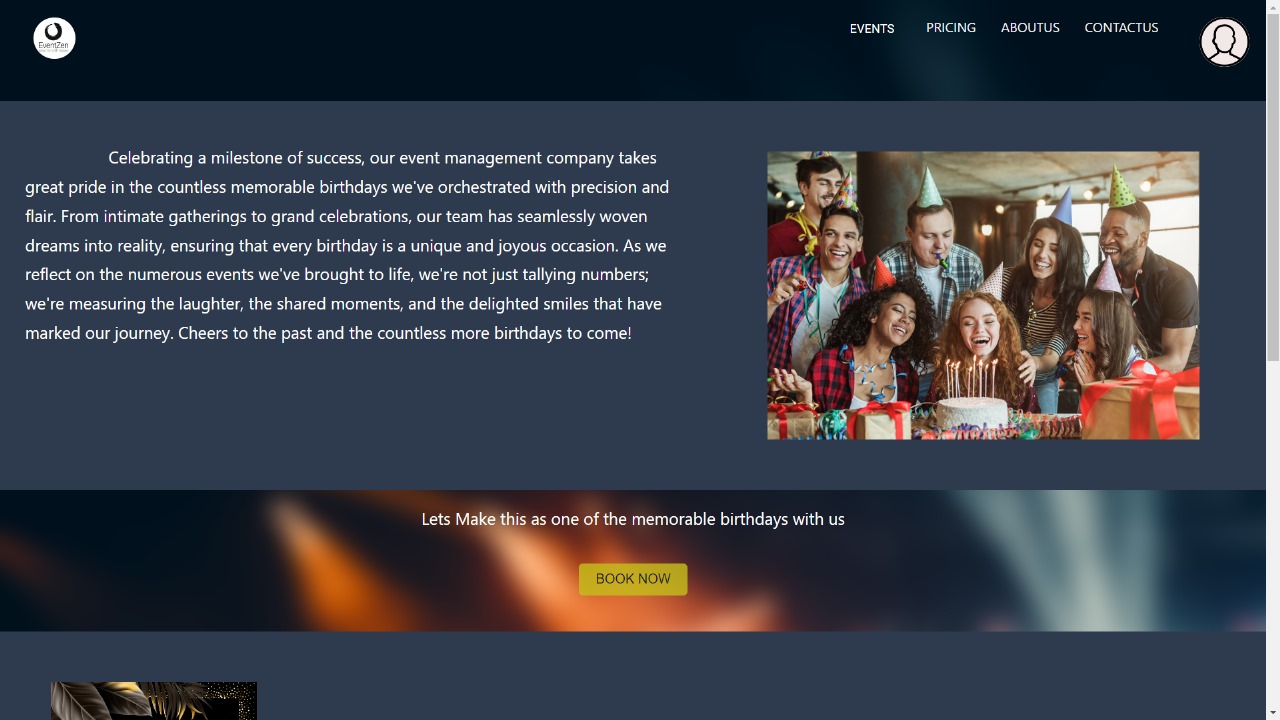 EventZen
EVENTS
PRICING
ABOUTUS
CONTACTUS
Celebrating a milestone of success, our event management company takes
great pride in the countless memorable birthdays we've orchestrated with precision and
flair. From intimate gatherings to grand celebrations, our team has seamlessly woven
dreams into reality, ensuring that every birthday is a unique and joyous occasion. As we
reflect on the numerous events we've brought to life, we're not just tallying numbers;
we're measuring the laughter, the shared moments, and the delighted smiles that have
marked our journey. Cheers to the past and the countless more birthdays to come!
Lets Make this as one of the memorable birthdays with us
BOOK NOW